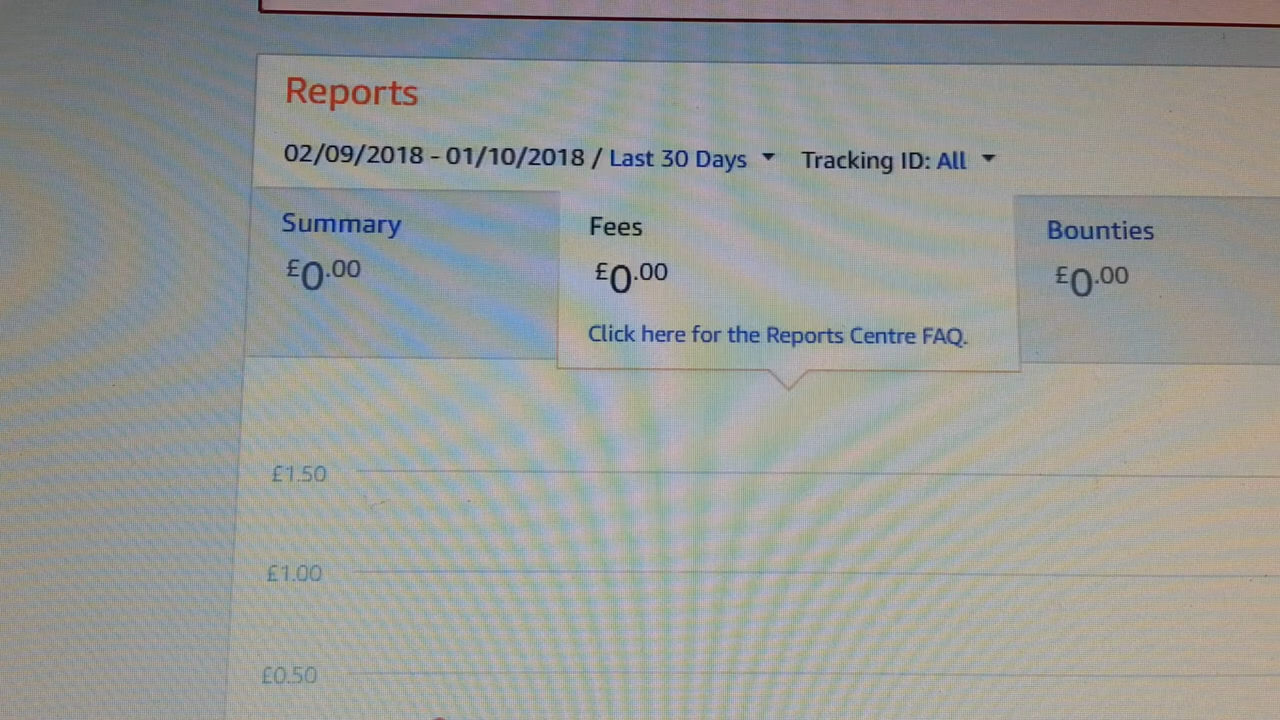 Reports
02/09/2018 - 01/10/2018 / Last 30 Days Tracking ID: All
Summary
£0.00
Fees
£0.00
Click here for the Reports Centre FAQ.
Bounties
£0.00
£1.50
£1.00
£0.50